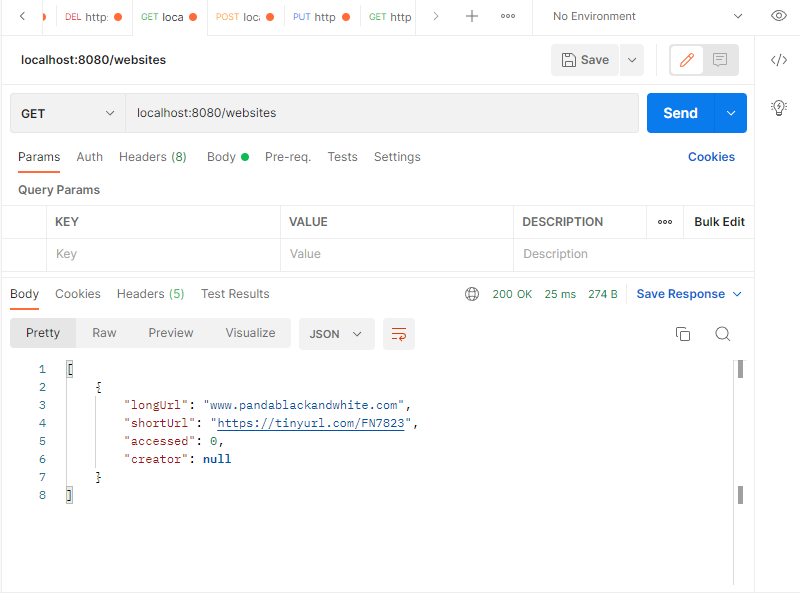 DEL http: GET loca POST loc PUT http GET http No Environment
localhost:8080/websites Save
GET localhost:8080/websites Send
Params Auth Headers (8) Body Pre-req. Tests Settings Cookies
Query Params
KEY VALUE DESCRIPTION Bulk Edit
Key Value Description
Body Cookies Headers (5) Test Results 200 OK 25 ms 274 B Save Response
Pretty Raw Preview Visualize JSON
1 [
2 {
3 "longUrl": "www.pandablackandwhite.com",
4 "shortUrl": "https://tinyurl.com/FN7823",
5 "accessed": 0,
6 "creator": null
7 }
8 ]